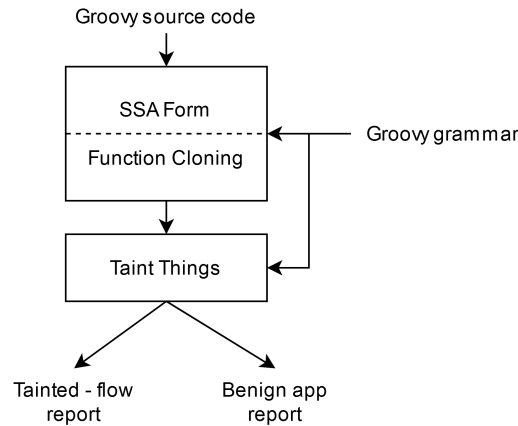 Groovy source code
SSA Form
Groovy grammar
Function Cloning
Taint Things
Tainted - flow
report
Benign app
report